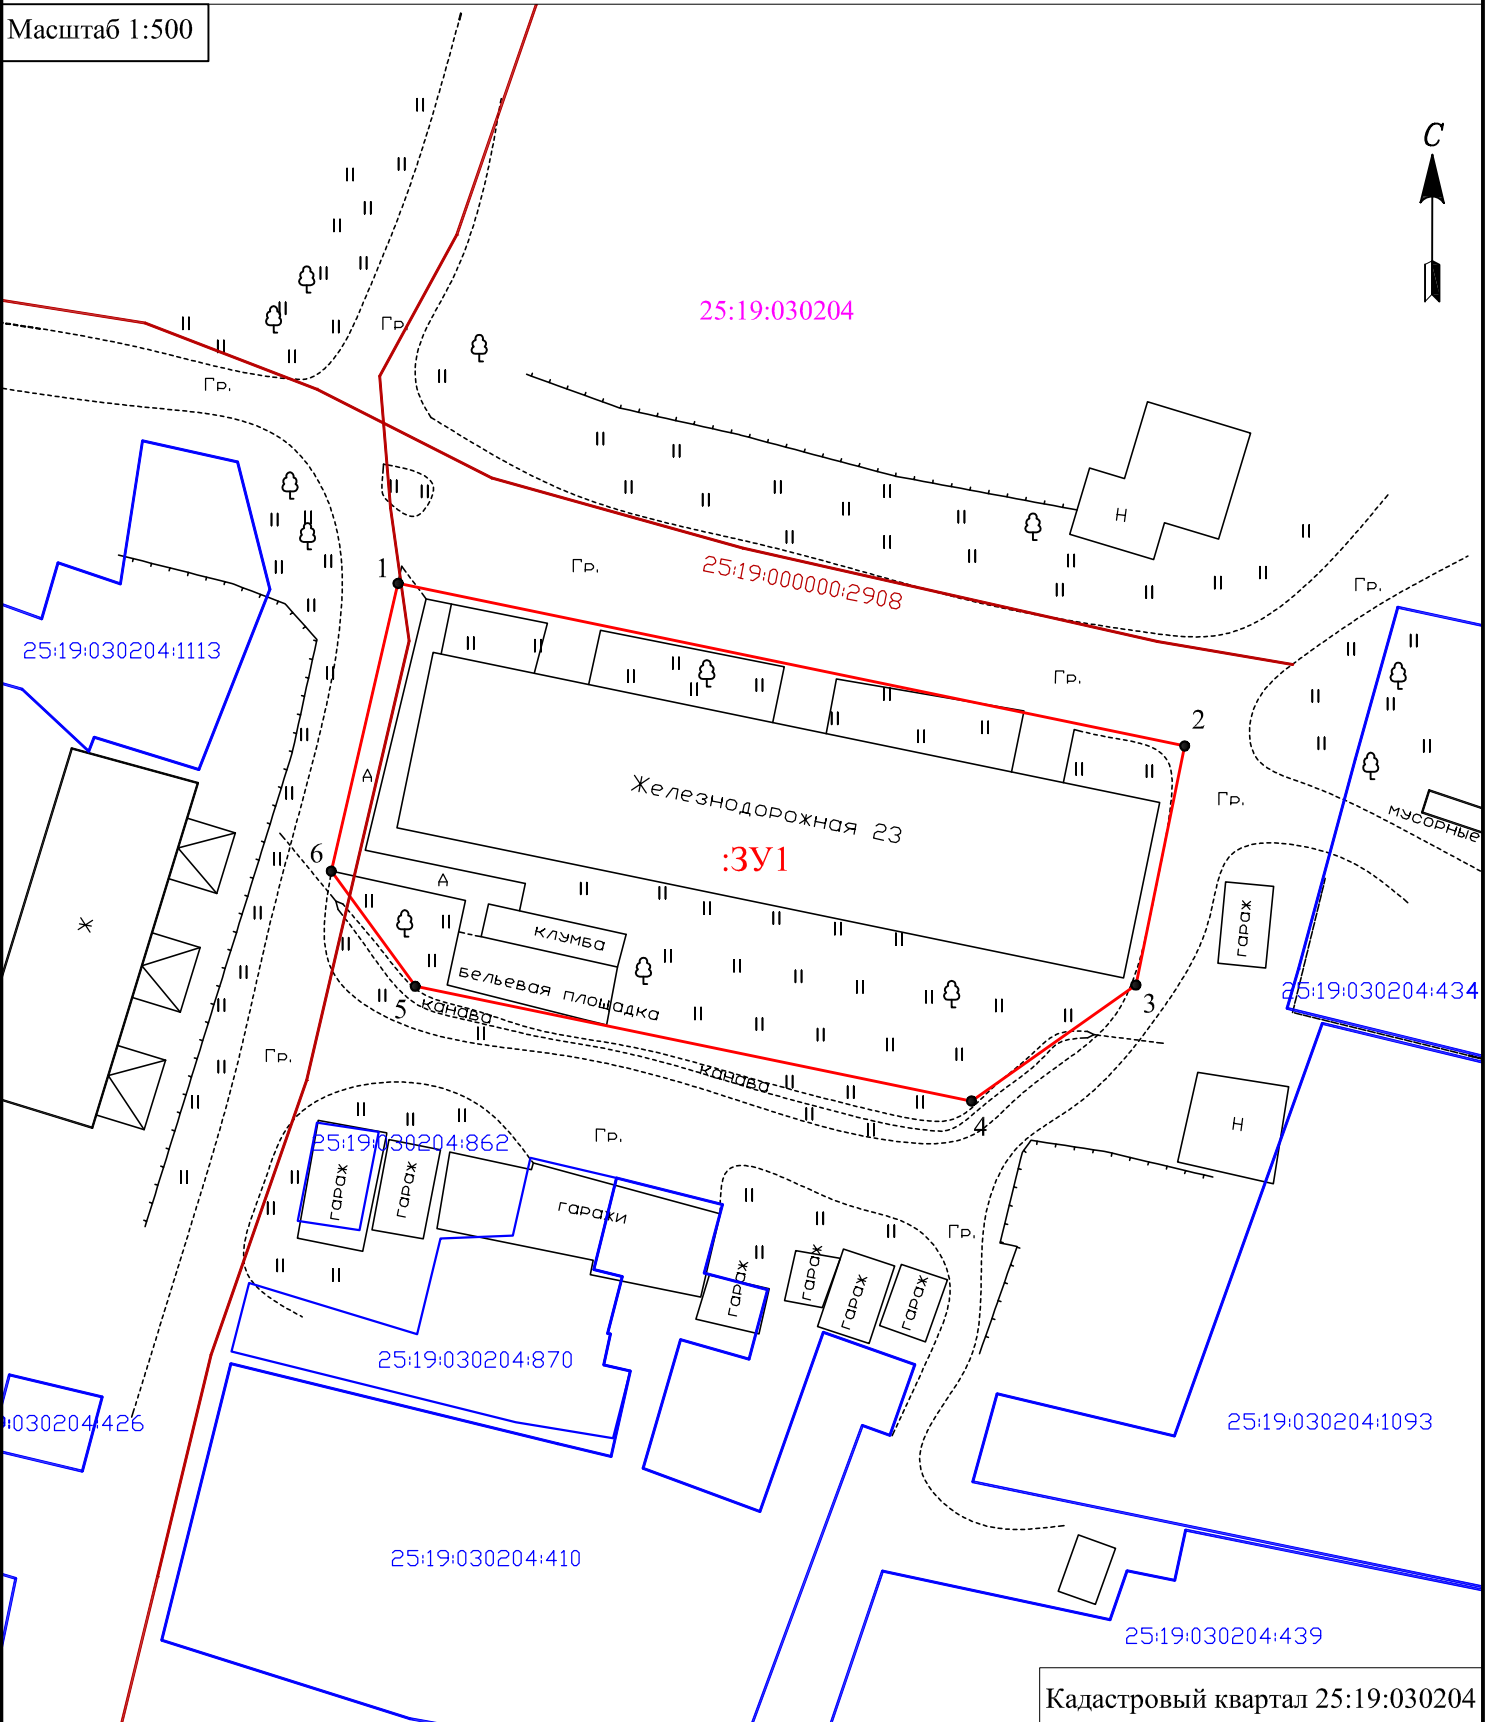 Масштаб 1:500
С
25:19:030204
Гр.
Гр.
Н
1
Гр.
25:19:000000:2908
Гр.
25:19:030204:1113
Гр.
2
А
Железнодорожная 23
Гр.
мусорные
:ЗУ1
6
А
Ж
клумба
гараж
бельевая площадка
3
25:19:030204:434
5
канава
Гр.
канава
4
Н
25:19:030204:862
Гр.
гараж
гараж
гаражи
Гр.
гараж
гараж
гараж
гараж
25:19:030204:870
:030204:426
25:19:030204:1093
25:19:030204:410
25:19:030204:439
Кадастровый квартал 25:19:030204